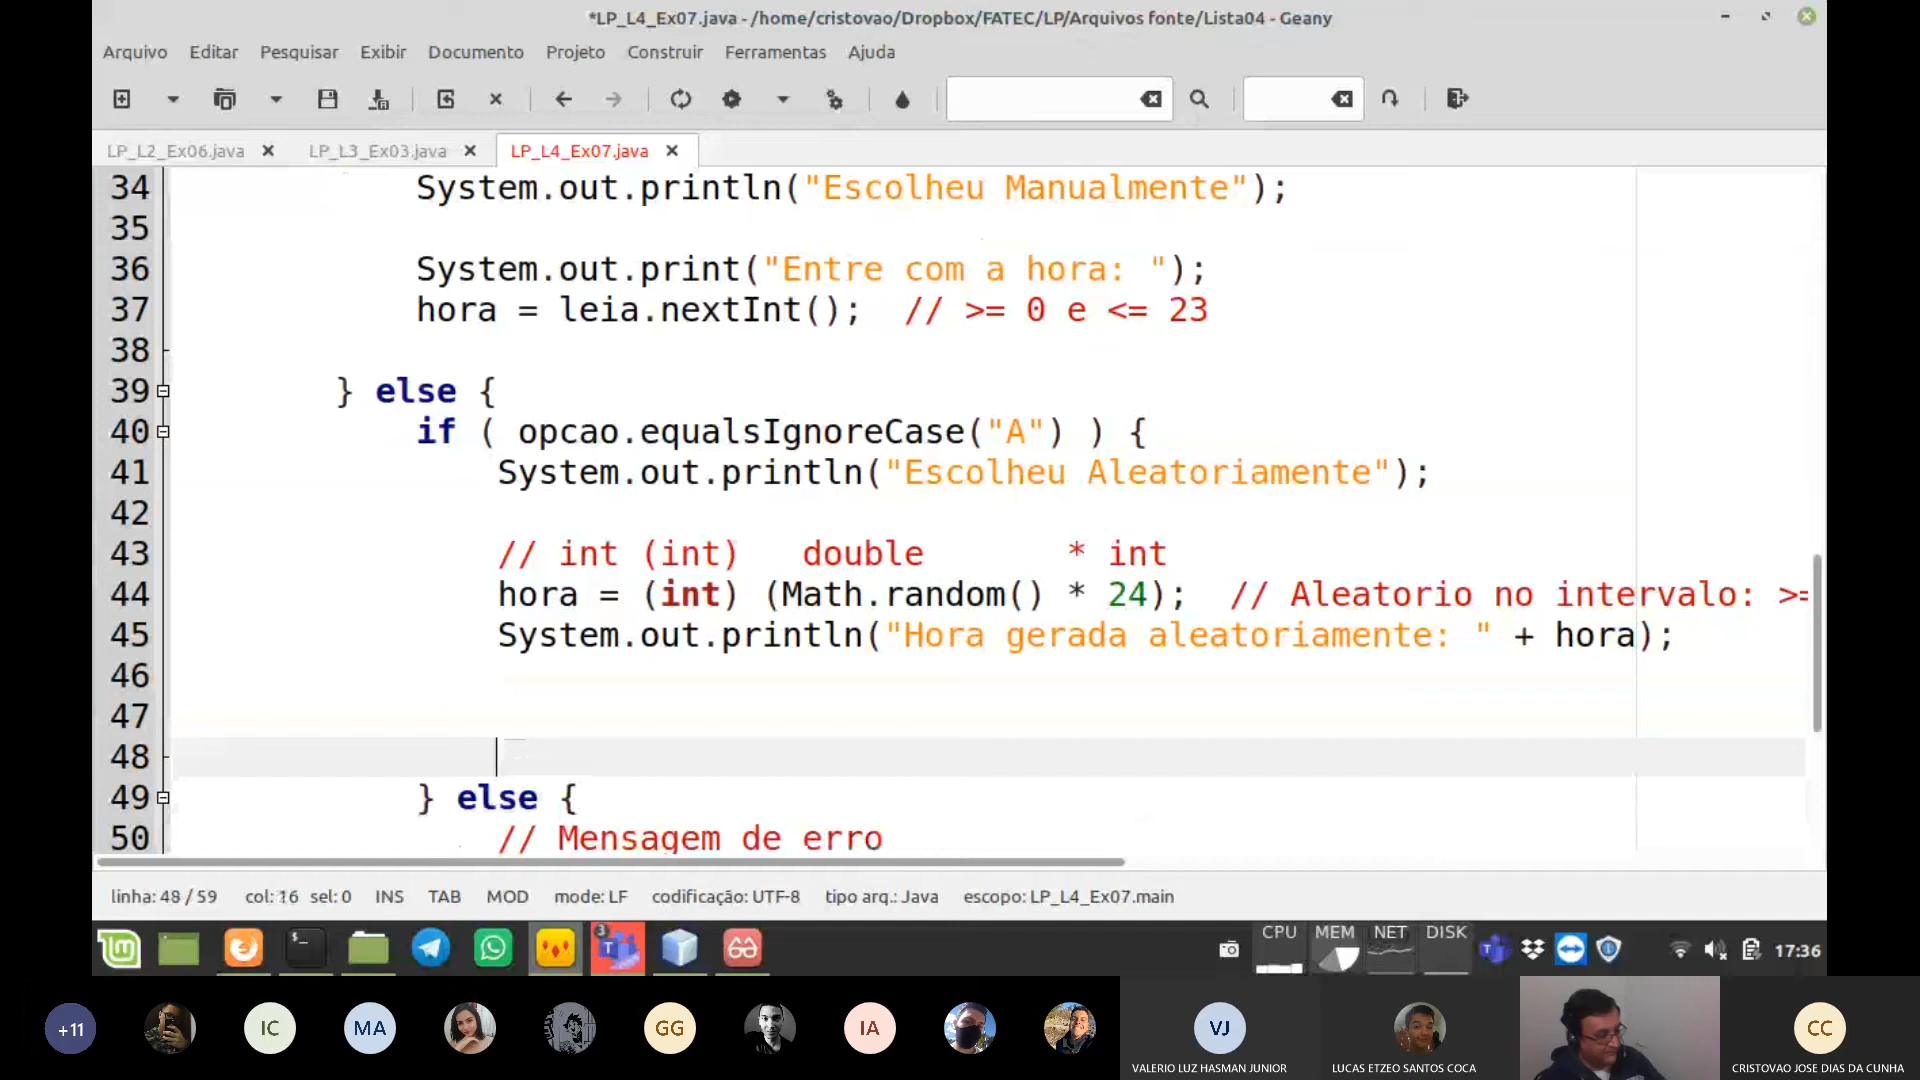 *LP_L4_Ex07.java - /home/cristovao/Dropbox/FATEC/LP/Arquivos fonte/Lista04 - Geany
Arquivo Editar Pesquisar Exibir Documento Projeto Construir Ferramentas Ajuda
LP_L2_Ex06.java LP_L3_Ex03.java LP_L4_Ex07.java
34 System.out.println("Escolheu Manualmente");
35
36 System.out.print("Entre com a hora: ");
37 hora = leia.nextInt(); // >= 0 e <= 23
38
39 } else {
40 if ( opcao.equalsIgnoreCase("A") ) {
41 System.out.println("Escolheu Aleatoriamente");
42
43 // int (int) double * int
44 hora = (int) (Math.random() * 24); // Aleatorio no intervalo: >=
45 System.out.println("Hora gerada aleatoriamente: " + hora);
46
47
48
49 } else {
50 // Mensagem de erro
linha: 48 / 59 col: 16 sel: 0 INS TAB MOD mode: LF codificação: UTF-8 tipo arq.: Java escopo: LP_L4_Ex07.main
3 CPU MEM NET DISK 17:36
+11 IC MA GG IA VJ CC
VALERIO LUZ HASMAN JUNIOR LUCAS ETZEO SANTOS COCA CRISTOVAO JOSE DIAS DA CUNHA